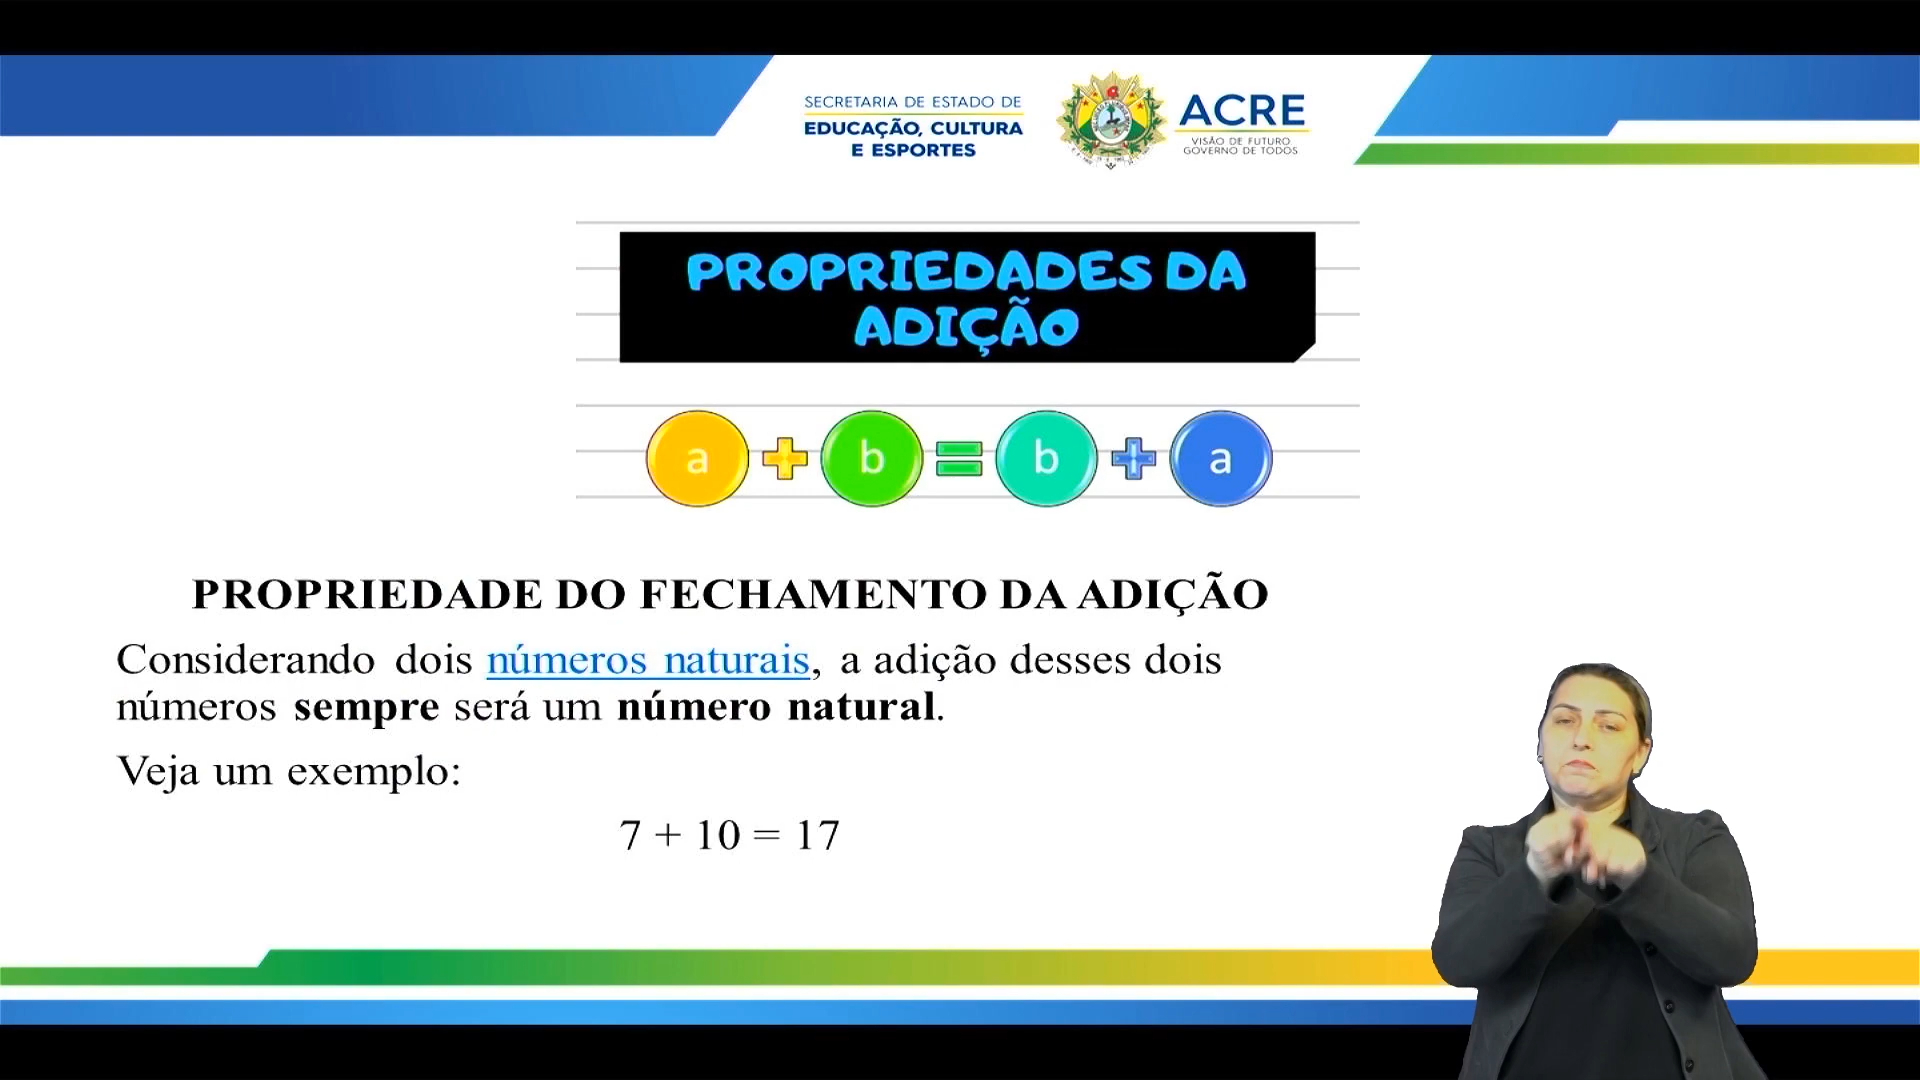 SECRETARIA DE ESTADO DE
EDUCAÇÃO, CULTURA
E ESPORTES
ACRE
VISÃO DE FUTURO
GOVERNO DE TODOS
PROPRIEDADES DA
ADIÇÃO
a + b = b + a
PROPRIEDADE DO FECHAMENTO DA ADIÇÃO
Considerando dois números naturais, a adição desses dois
números sempre será um número natural.
Veja um exemplo:
7 + 10 = 17